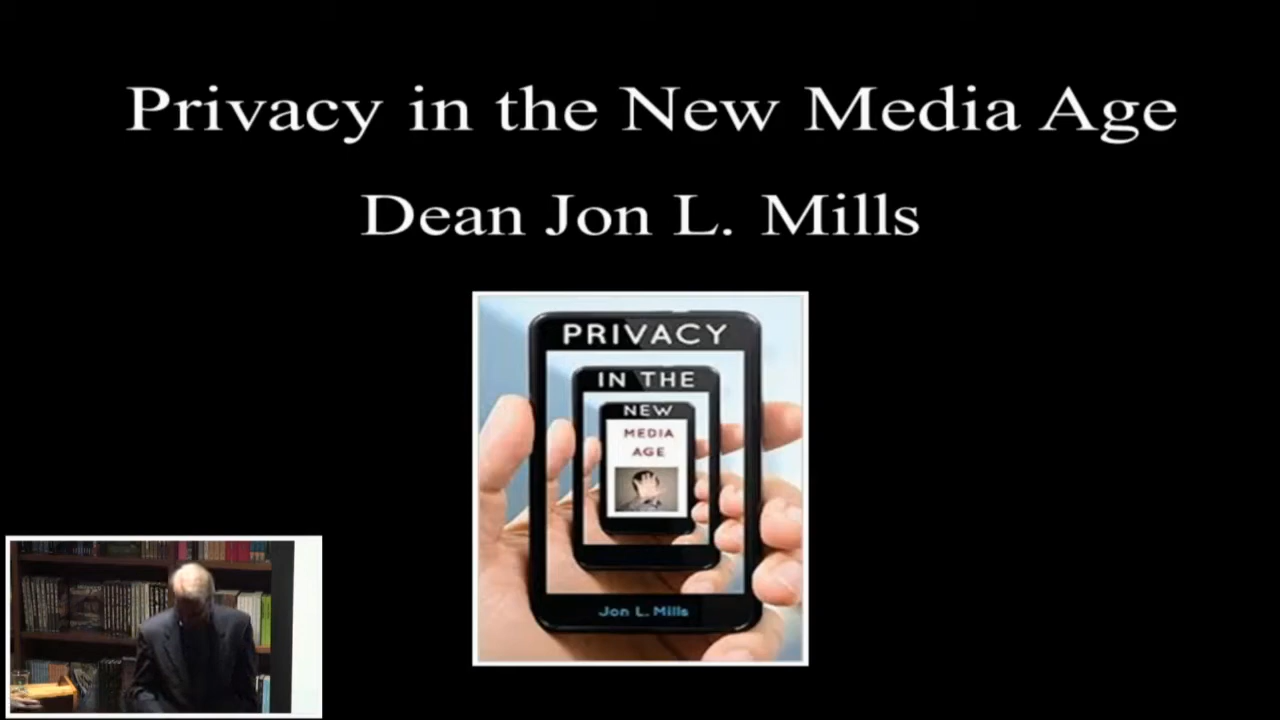 Privacy in the New Media Age
Dean Jon L. Mills
PRIVACY
IN THE
NEW
MEDIA
AGE
Jon L. Mills